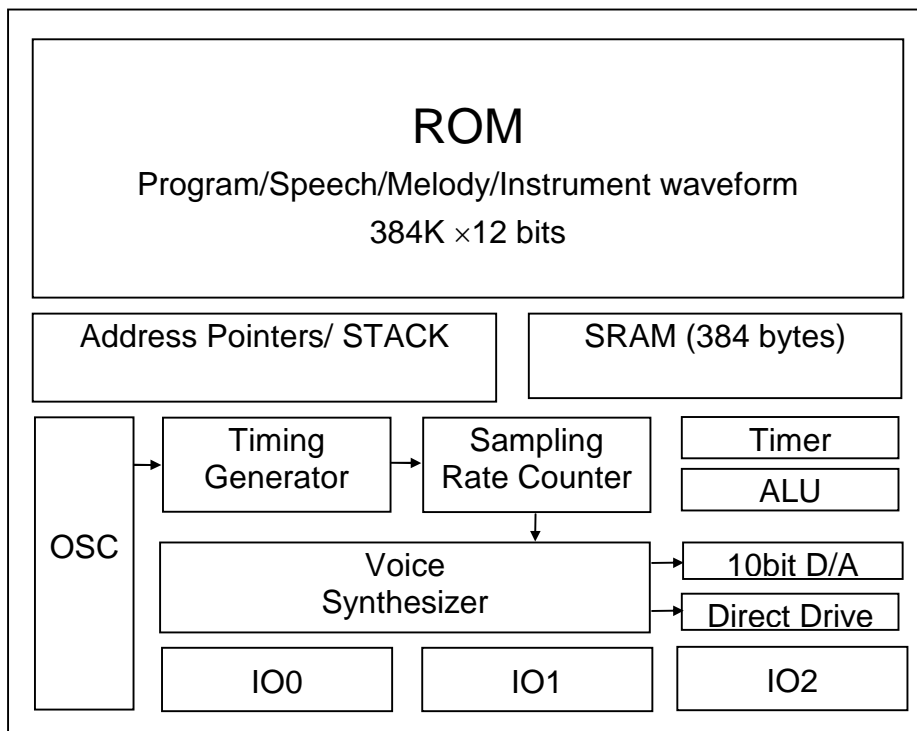 ROM
Program/Speech/Melody/Instrument waveform
384K ×12 bits
Address Pointers/ STACK
SRAM (384 bytes)
OSC
Timing
Generator
Sampling
Rate Counter
Timer
ALU
Voice
Synthesizer
10bit D/A
Direct Drive
IO0
IO1
IO2